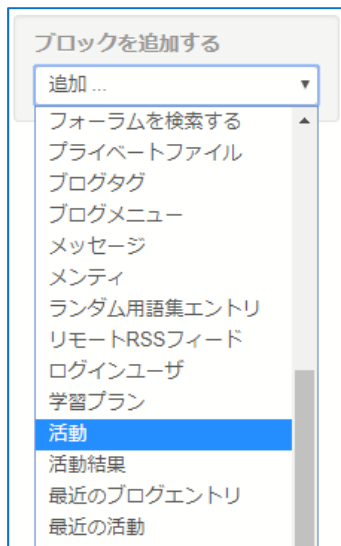 ブロックを追加する
追加 ...
フォーラムを検索する
プライベートファイル
ブログタグ
ブログメニュー
メッセージ
メンティ
ランダム用語集エントリ
リモートRSSフィード
ログインユーザ
学習プラン
活動
活動結果
最近のブログエントリ
最近の活動